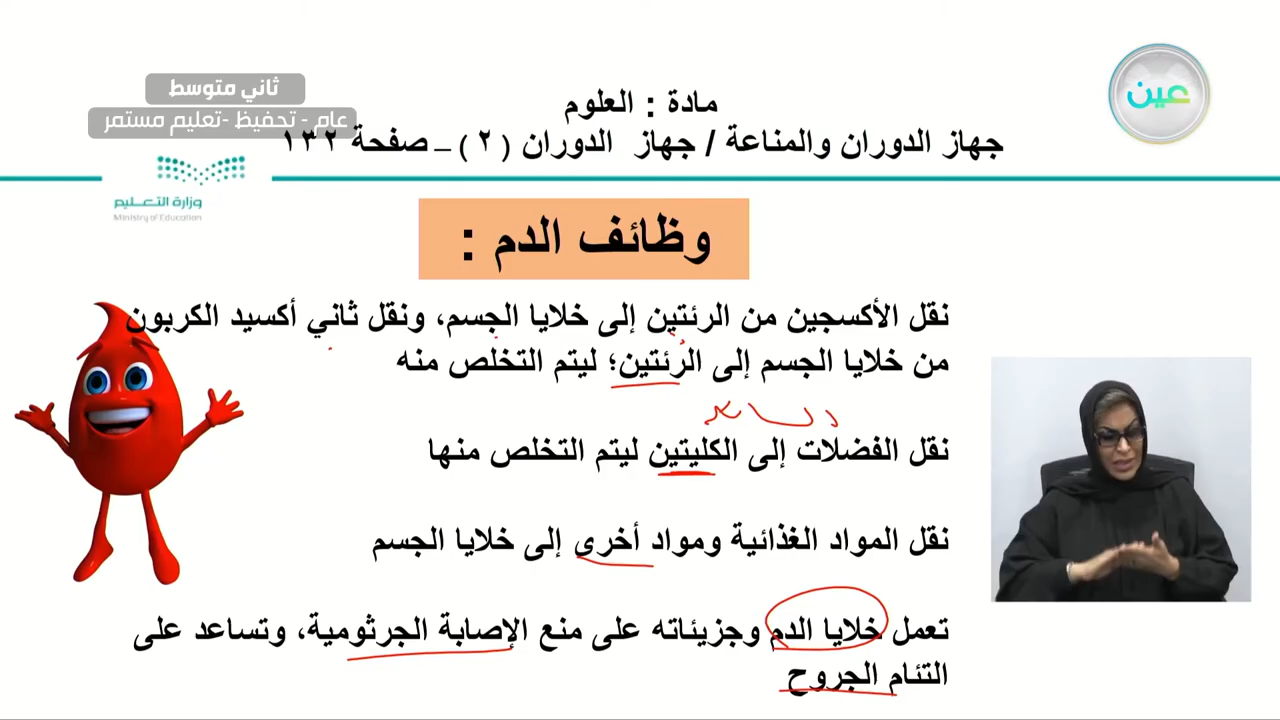 ثاني متوسط
عام - تحفيظ -تعليم مستمر
عين
مادة : العلوم
جهاز الدوران والمناعة / جهاز الدوران (٢) – صفحة ١٣٢
وزارة التعليم
Ministry of Education
وظائف الدم :
نقل الأكسجين من الرئتين إلى خلايا الجسم، ونقل ثاني أكسيد الكربون
من خلايا الجسم إلى الرئتين؛ ليتم التخلص منه
نقل الفضلات إلى الكليتين ليتم التخلص منها
نقل المواد الغذائية ومواد أخرى إلى خلايا الجسم
تعمل خلايا الدم وجزيئاته على منع الإصابة الجرثومية، وتساعد على
التئام الجروح